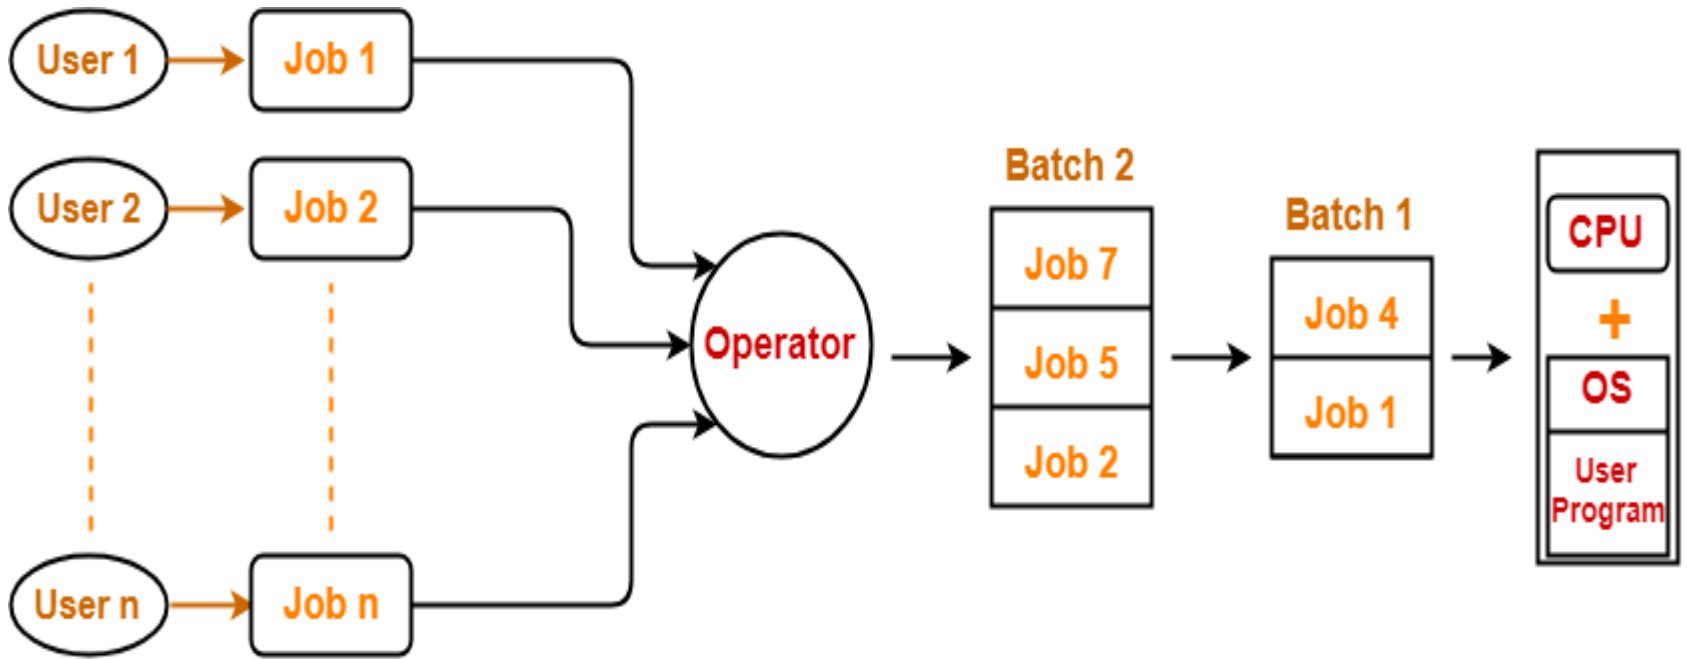 User 1
Job 1
User 2
Job 2
User n
Job n
Operator
Batch 2
Job 7
Job 5
Job 2
Batch 1
Job 4
Job 1
CPU
+
OS
User
Program